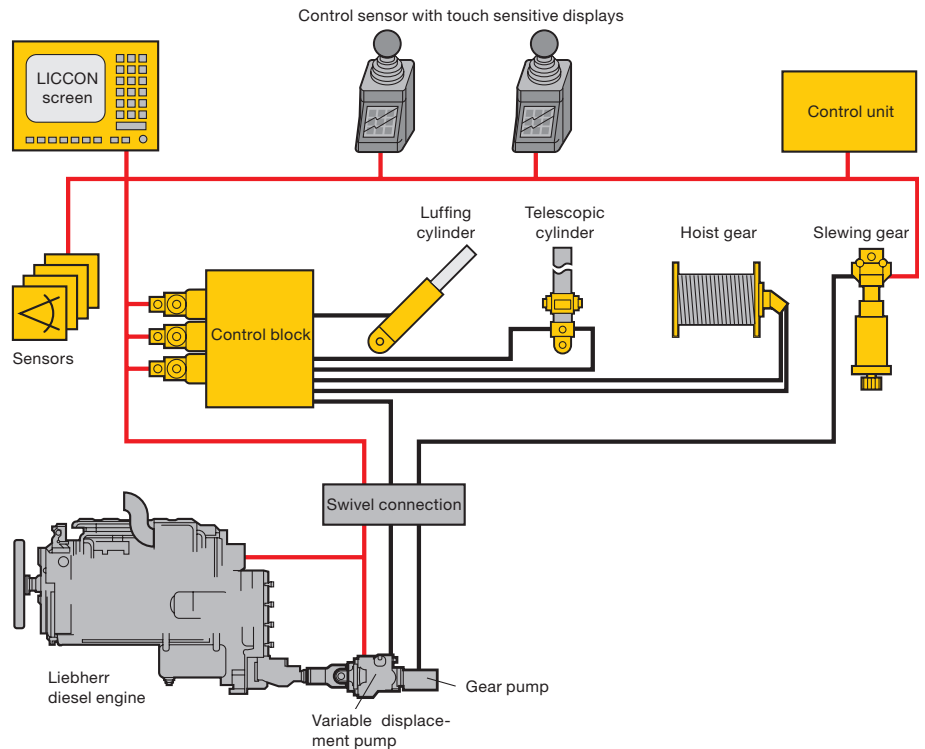 Control sensor with touch sensitive displays
LICCON
screen
Control unit
Luffing
cylinder
Telescopic
cylinder
Hoist gear
Slewing gear
Control block
Sensors
Swivel connection
Liebherr
diesel engine
Gear pump
Variable displace-
ment pump